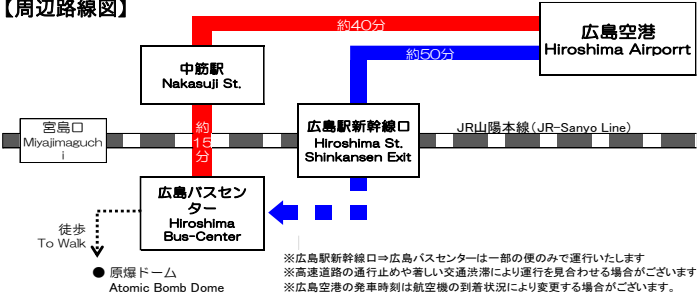 【周辺路線図】
約40分
広島空港
Hiroshima Airporrt
約50分
中筋駅
Nakasuji St.
宮島口
Miyajimaguch
i
約
15
分
広島駅新幹線口
Hiroshima St.
Shinkansen Exit
JR山陽本線(JR-Sanyo Line)
広島バスセン
ター
Hiroshima
Bus-Center
徒歩
To Walk
● 原爆ドーム
Atomic Bomb Dome
※広島駅新幹線口⇒広島バスセンターは一部の便のみで運行いたします
※高速道路の通行止めや著しい交通渋滞により運行を見合わせる場合がございます
※広島空港の発車時刻は航空機の到着状況により変更する場合がございます。